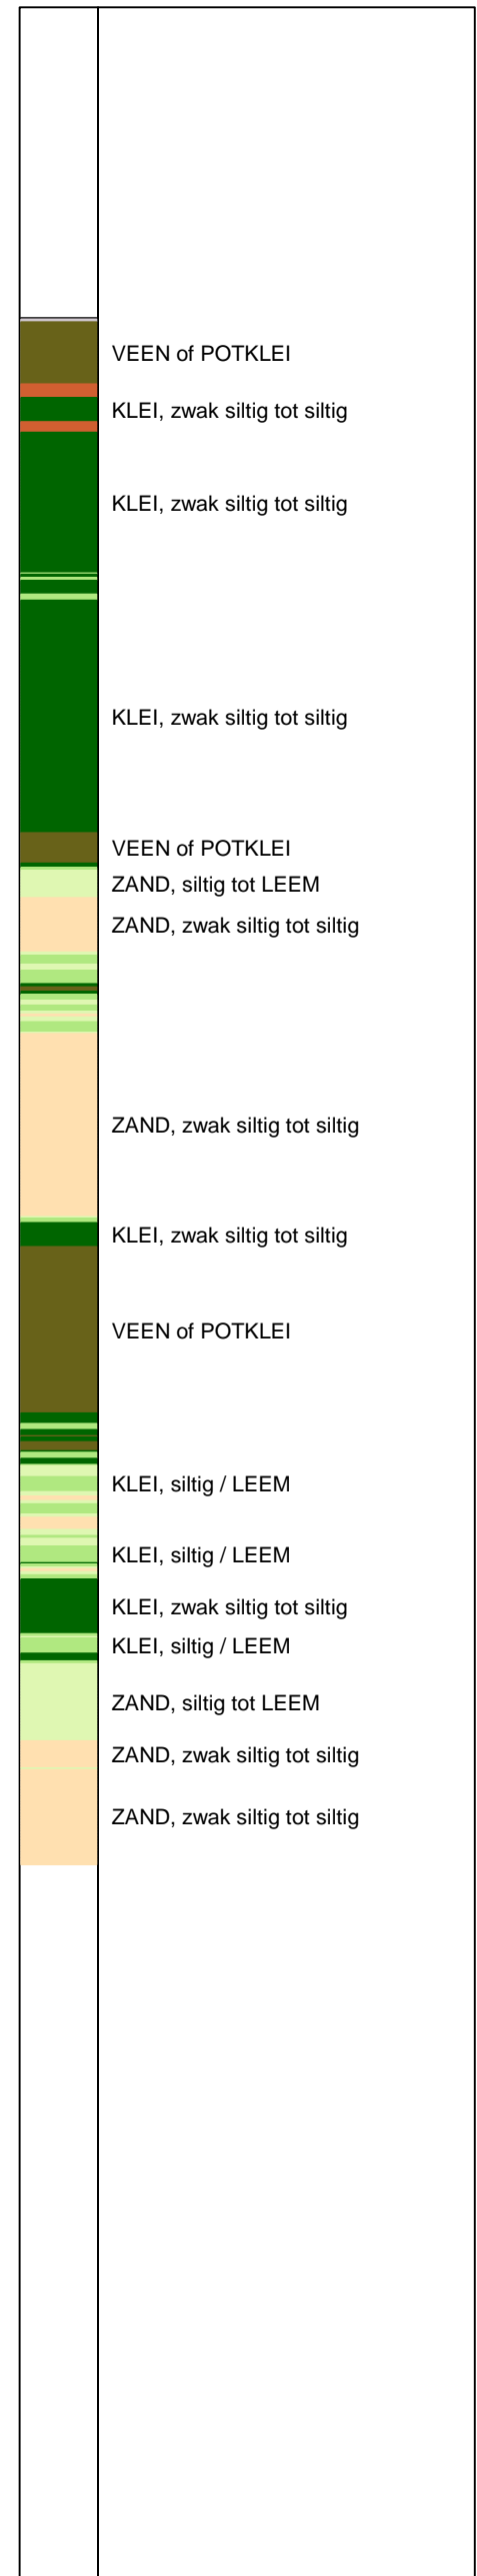 VEEN of POTKLEI
KLEI, zwak siltig tot siltig
KLEI, zwak siltig tot siltig
KLEI, zwak siltig tot siltig
VEEN of POTKLEI
ZAND, siltig tot LEEM
ZAND, zwak siltig tot siltig
ZAND, zwak siltig tot siltig
KLEI, zwak siltig tot siltig
VEEN of POTKLEI
KLEI, siltig / LEEM
KLEI, siltig / LEEM
KLEI, zwak siltig tot siltig
KLEI, siltig / LEEM
ZAND, siltig tot LEEM
ZAND, zwak siltig tot siltig
ZAND, zwak siltig tot siltig